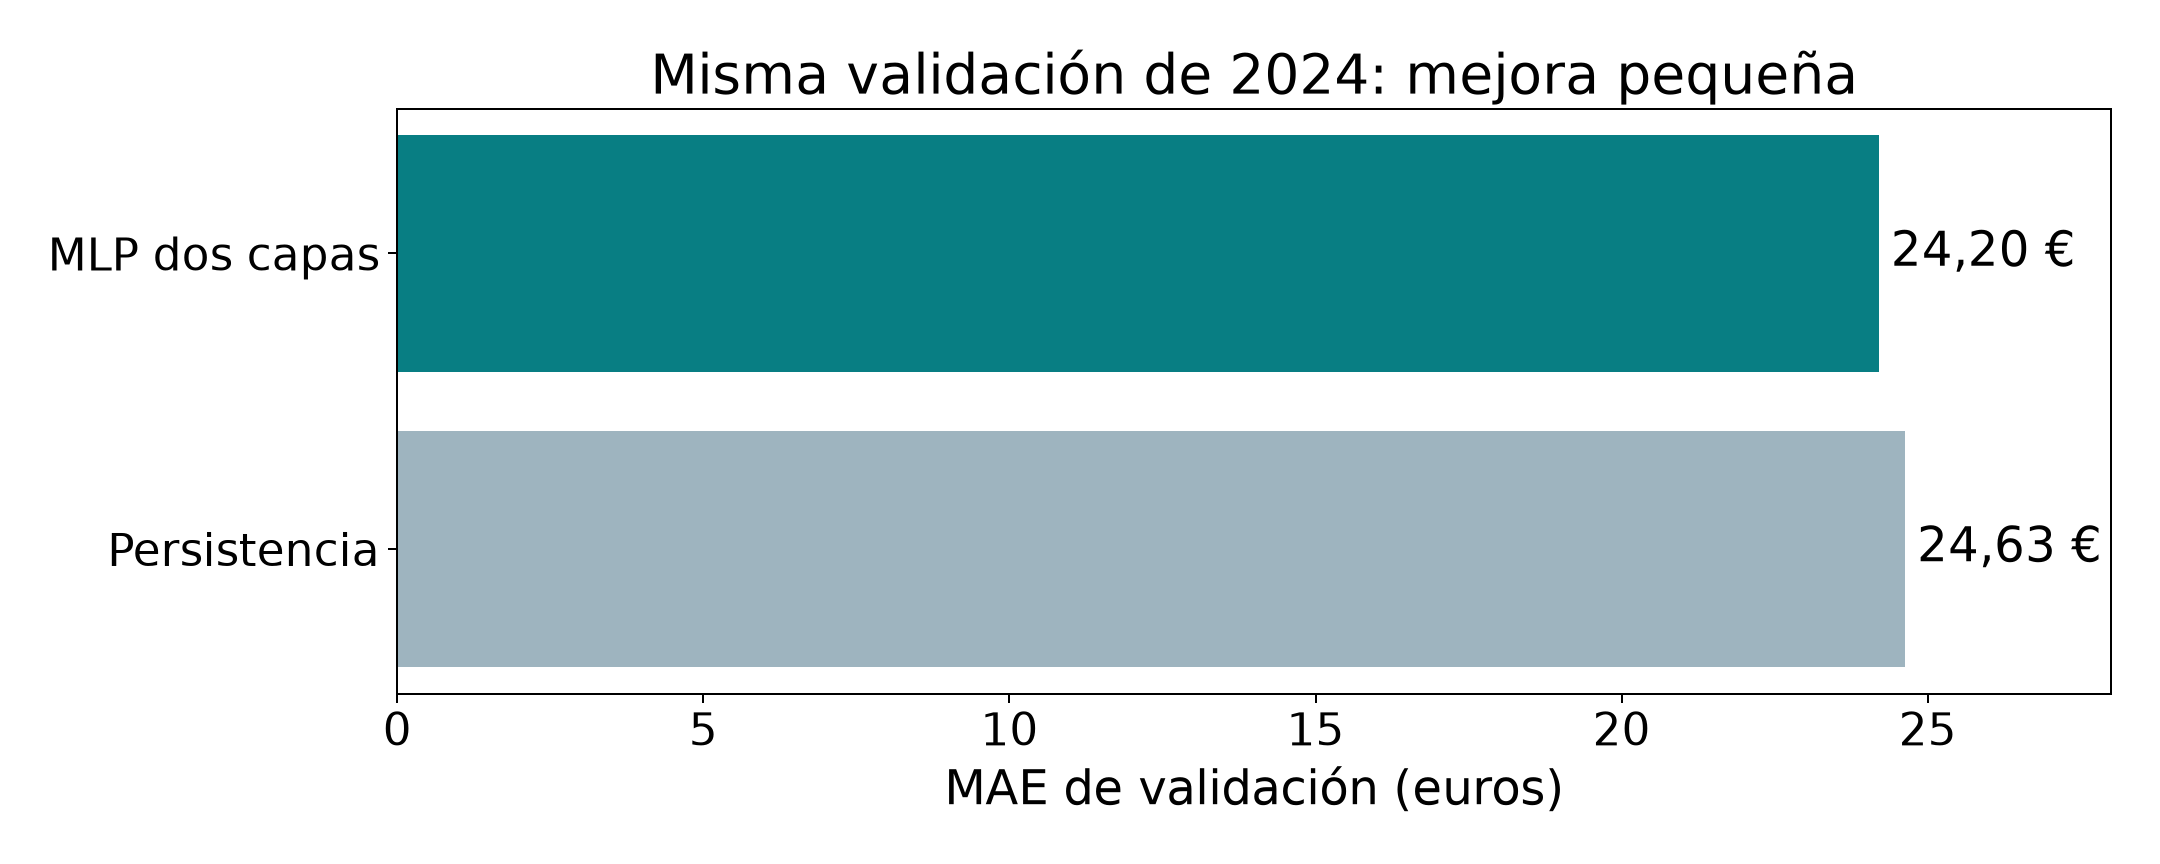 Misma validación de 2024: mejora pequeña
MLP dos capas
24,20 €
Persistencia
24,63 €
0 5 10 15 20 25
MAE de validación (euros)